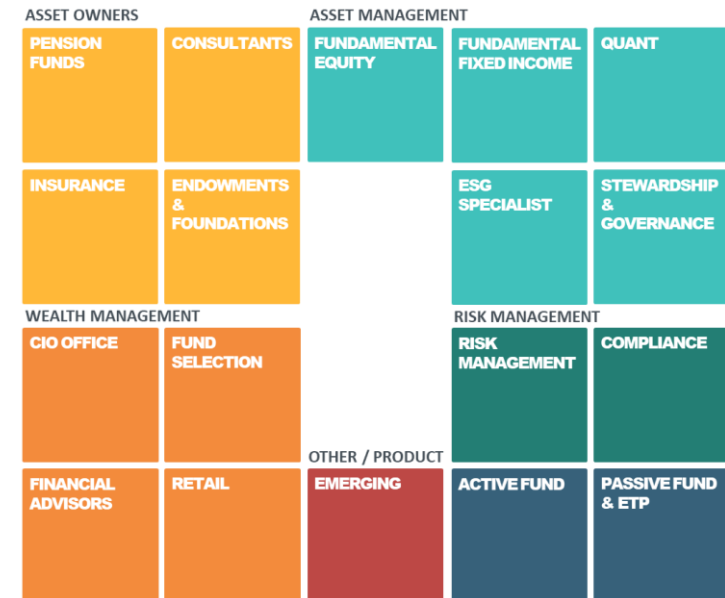 ASSET OWNERS
ASSET MANAGEMENT
PENSION
FUNDS
CONSULTANTS
FUNDAMENTAL
EQUITY
FUNDAMENTAL
FIXED INCOME
QUANT
INSURANCE
ENDOWMENTS
&
FOUNDATIONS
ESG
SPECIALIST
STEWARDSHIP
&
GOVERNANCE
WEALTH MANAGEMENT
RISK MANAGEMENT
CIO OFFICE
FUND
SELECTION
RISK
MANAGEMENT
COMPLIANCE
OTHER / PRODUCT
FINANCIAL
ADVISORS
RETAIL
EMERGING
ACTIVE FUND
PASSIVE FUND
& ETP